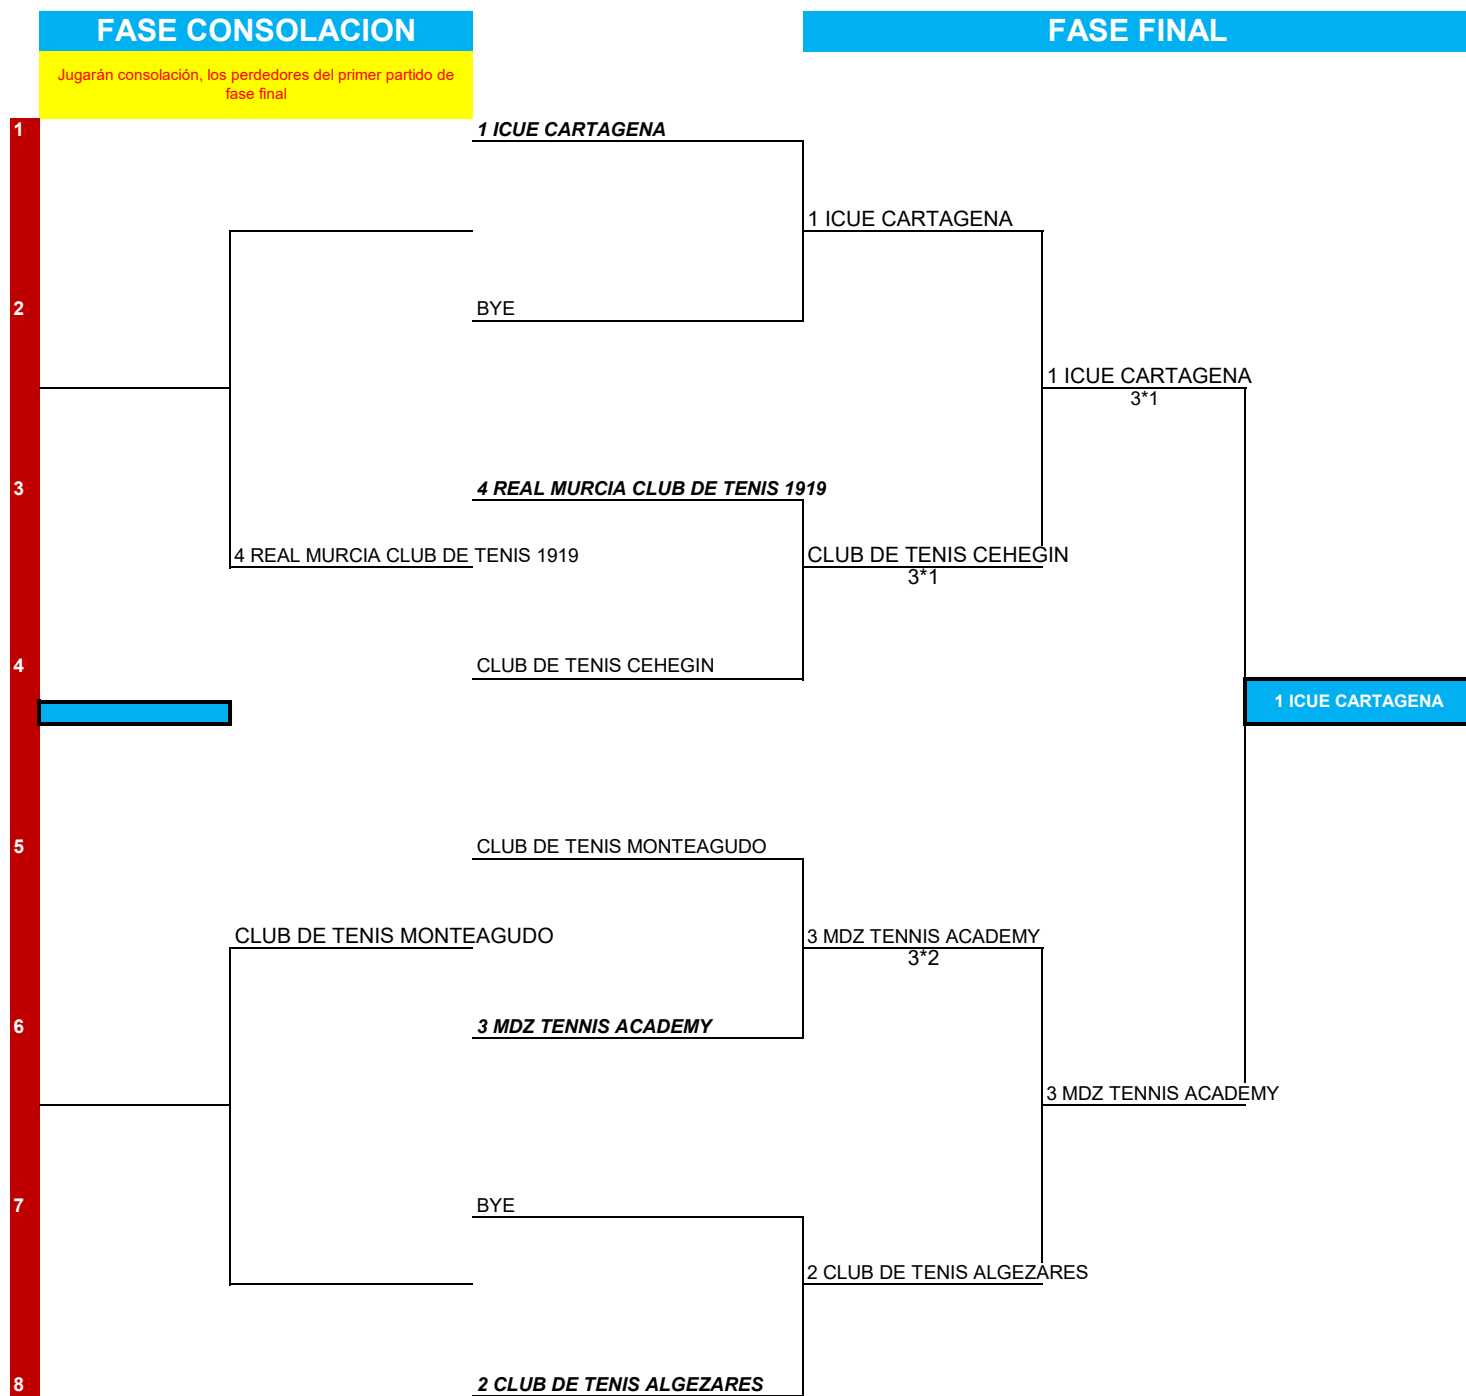 FASE CONSOLACION
FASE FINAL
Jugarán consolación, los perdedores del primer partido de
fase final
1
1 ICUE CARTAGENA
1 ICUE CARTAGENA
2
BYE
1 ICUE CARTAGENA
3*1
3
4 REAL MURCIA CLUB DE TENIS 1919
4 REAL MURCIA CLUB DE TENIS 1919
CLUB DE TENIS CEHEGIN
3*1
4
CLUB DE TENIS CEHEGIN
1 ICUE CARTAGENA
5
CLUB DE TENIS MONTEAGUDO
CLUB DE TENIS MONTEAGUDO
3 MDZ TENNIS ACADEMY
3*2
6
3 MDZ TENNIS ACADEMY
3 MDZ TENNIS ACADEMY
7
BYE
2 CLUB DE TENIS ALGEZARES
8
2 CLUB DE TENIS ALGEZARES